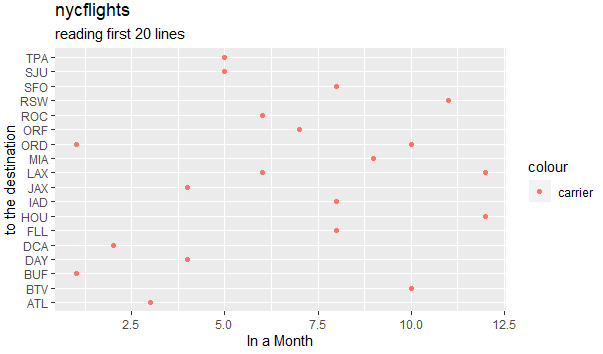 nycflights
reading first 20 lines
to the destination
TPA
SJU
SFO
RSW
ROC
ORF
ORD
MIA
LAX
JAX
IAD
HOU
FLL
DCA
DAY
BUF
BTV
ATL
2.5 5.0 7.5 10.0 12.5
In a Month
colour
carrier